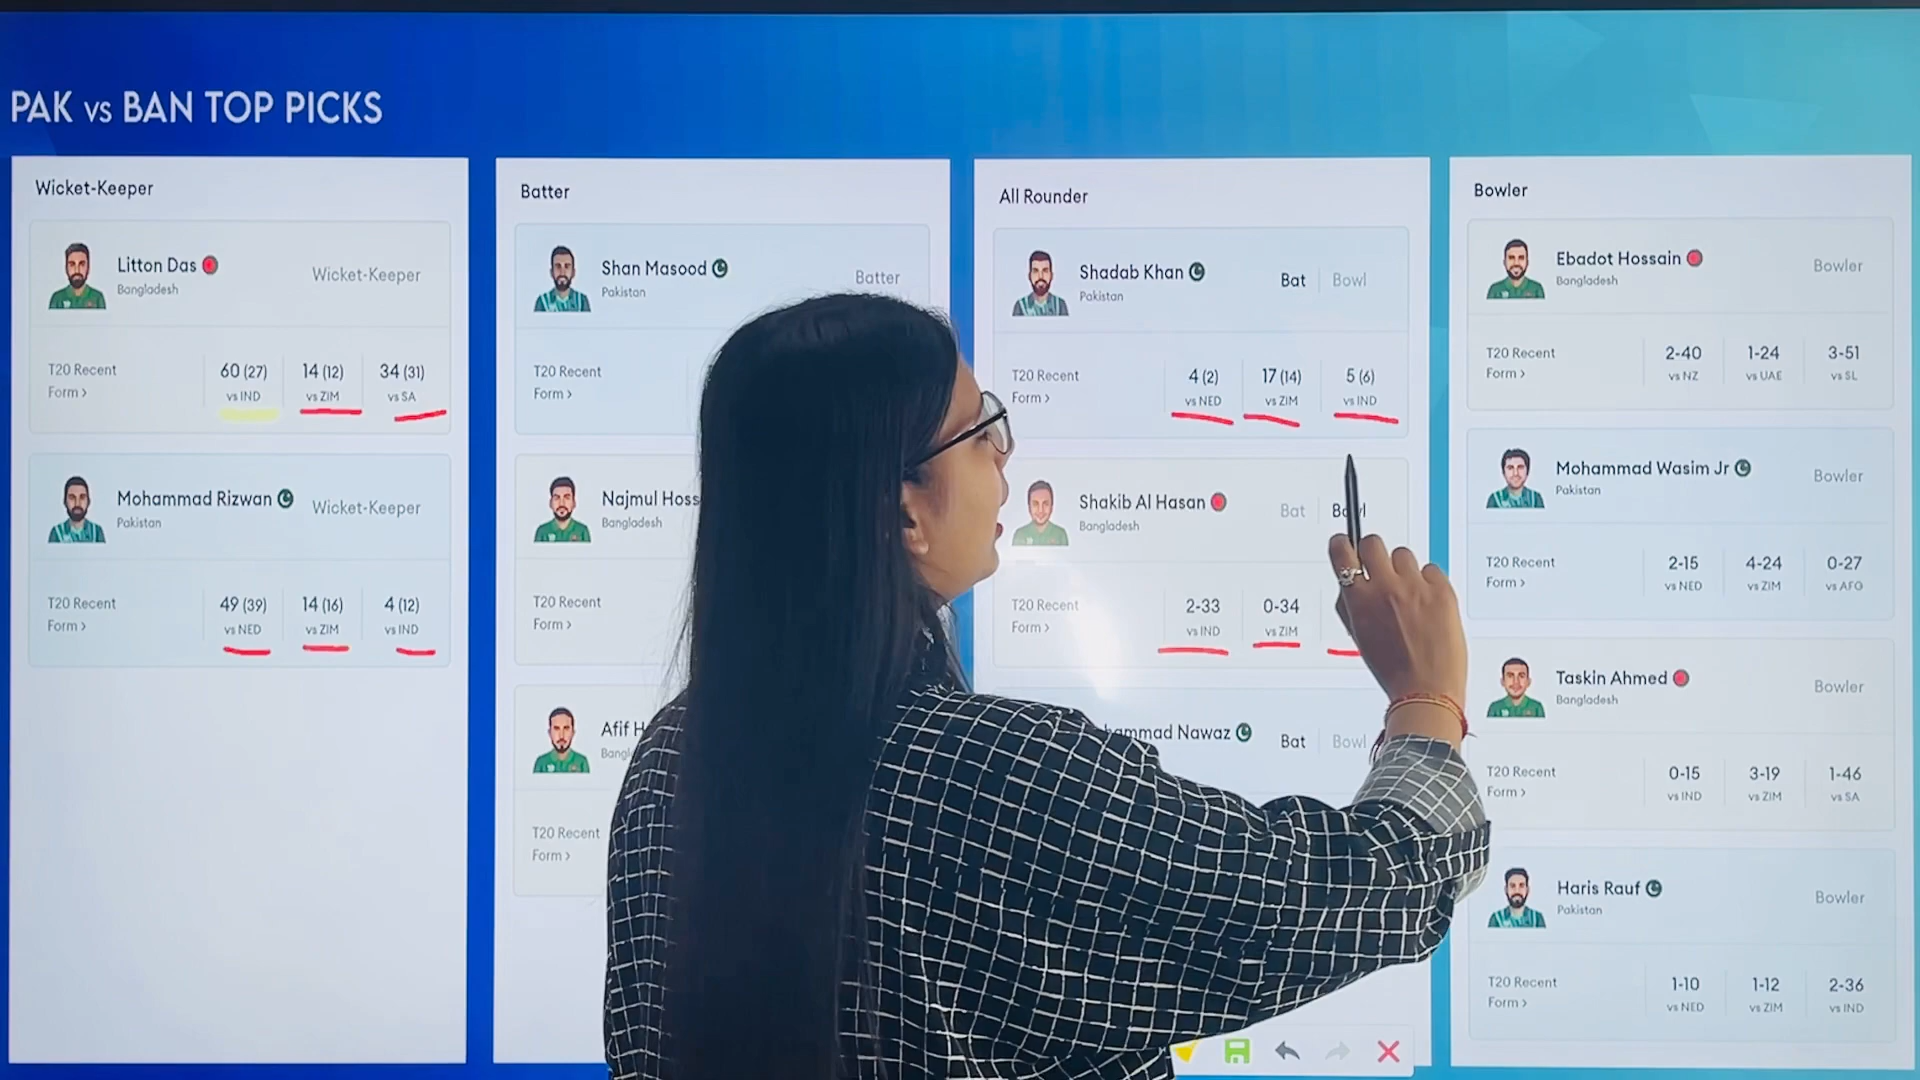 PAK vs BAN TOP PICKS
Wicket-Keeper
Litton Das
Wicket-Keeper
Bangladesh
T20 Recent
Form >
60 (27)
vs IND
14 (12)
vs ZIM
34 (31)
vs SA
Mohammad Rizwan
Wicket-Keeper
Pakistan
T20 Recent
Form >
49 (39)
vs NED
14 (16)
vs ZIM
4 (12)
vs IND
Batter
Shan Masood
Batter
Pakistan
T20 Recent
Form >
Najmul
Bangladesh
T20 Recent
Form >
Afif
T20 Recent
Form >
All Rounder
Shadab Khan
Bat
Bowl
Pakistan
T20 Recent
Form >
4 (2)
vs NED
17 (14)
vs ZIM
5 (6)
vs IND
Shakib Al Hasan
Bat
Bowl
Bangladesh
T20 Recent
Form >
2-33
vs IND
0-34
vs ZIM
Nawaz
Bat
Bowl
Bowler
Ebadot Hossain
Bowler
Bangladesh
T20 Recent
Form >
2-40
vs NZ
1-24
vs UAE
3-51
vs SL
Mohammad Wasim Jr
Bowler
Pakistan
T20 Recent
Form >
2-15
vs NED
4-24
vs ZIM
0-27
vs AFG
Taskin Ahmed
Bowler
Bangladesh
T20 Recent
Form >
0-15
vs IND
3-19
vs ZIM
1-46
vs SA
Haris Rauf
Bowler
Pakistan
T20 Recent
Form >
1-10
vs NED
1-12
vs ZIM
2-36
vs IND